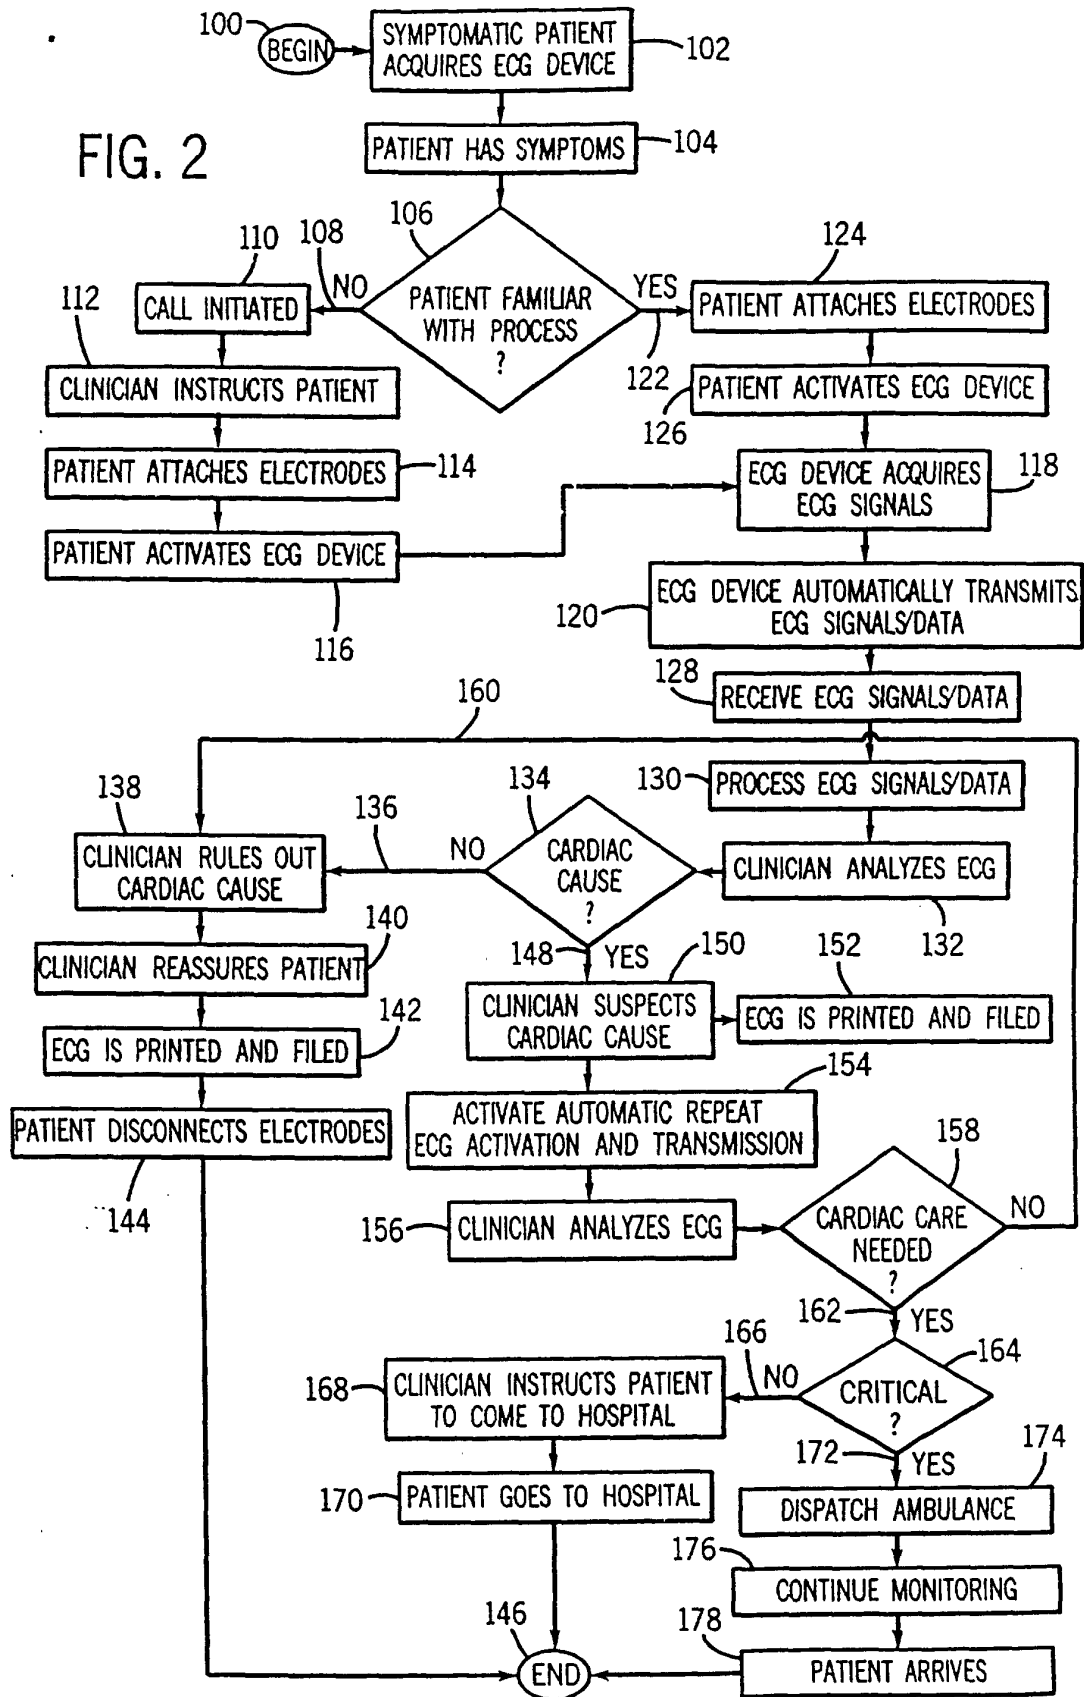 100
BEGIN
SYMPTOMATIC PATIENT
ACQUIRES ECG DEVICE
102
FIG. 2
PATIENT HAS SYMPTOMS
104
106
108
110
NO
YES
PATIENT FAMILIAR
WITH PROCESS
?
122
124
CALL INITIATED
PATIENT ATTACHES ELECTRODES
112
CLINICIAN INSTRUCTS PATIENT
PATIENT ACTIVATES ECG DEVICE
126
PATIENT ATTACHES ELECTRODES
114
ECG DEVICE ACQUIRES
ECG SIGNALS
118
PATIENT ACTIVATES ECG DEVICE
116
ECG DEVICE AUTOMATICALLY TRANSMITS
ECG SIGNALS/DATA
120
128
RECEIVE ECG SIGNALS/DATA
160
130
PROCESS ECG SIGNALS/DATA
134
136
138
CLINICIAN RULES OUT
CARDIAC CAUSE
NO
CARDIAC
CAUSE
?
CLINICIAN ANALYZES ECG
132
140
CLINICIAN REASSURES PATIENT
148
YES
150
152
CLINICIAN SUSPECTS
CARDIAC CAUSE
ECG IS PRINTED AND FILED
142
ECG IS PRINTED AND FILED
154
ACTIVATE AUTOMATIC REPEAT
ECG ACTIVATION AND TRANSMISSION
PATIENT DISCONNECTS ELECTRODES
144
158
156
CLINICIAN ANALYZES ECG
CARDIAC CARE
NEEDED
?
NO
162
YES
164
166
NO
CRITICAL
?
168
CLINICIAN INSTRUCTS PATIENT
TO COME TO HOSPITAL
172
YES
174
170
PATIENT GOES TO HOSPITAL
DISPATCH AMBULANCE
176
CONTINUE MONITORING
146
END
178
PATIENT ARRIVES